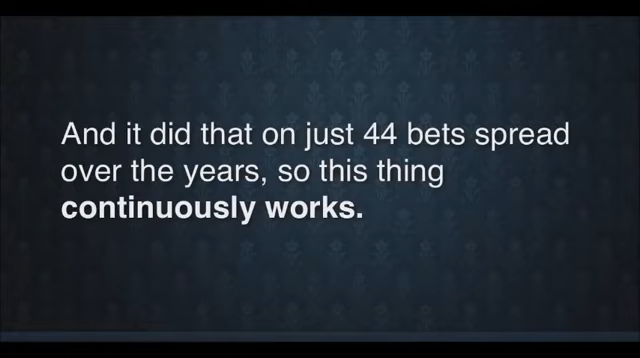 And it did that on just 44 bets spread
over the years, so this thing
continuously works.